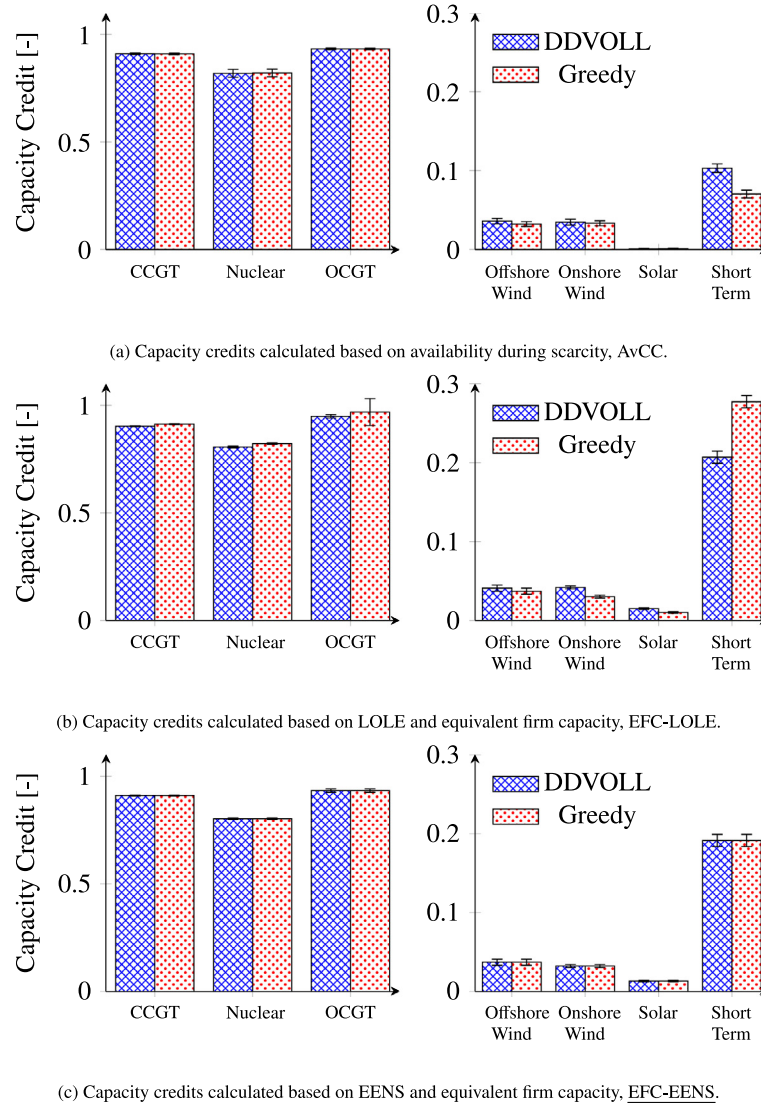 Capacity Credit [-]
1
0.5
0
CCGT Nuclear OCGT
0.3
0.2
0.1
0
DDVOLL
Greedy
Offshore Wind
Onshore Wind
Solar
Short Term
(a) Capacity credits calculated based on availability during scarcity, AvCC.
Capacity Credit [-]
1
0.5
0
CCGT Nuclear OCGT
0.3
0.2
0.1
0
DDVOLL
Greedy
Offshore Wind
Onshore Wind
Solar
Short Term
(b) Capacity credits calculated based on LOLE and equivalent firm capacity, EFC-LOLE.
Capacity Credit [-]
1
0.5
0
CCGT Nuclear OCGT
0.3
0.2
0.1
0
DDVOLL
Greedy
Offshore Wind
Onshore Wind
Solar
Short Term
(c) Capacity credits calculated based on EENS and equivalent firm capacity, EFC-EENS.